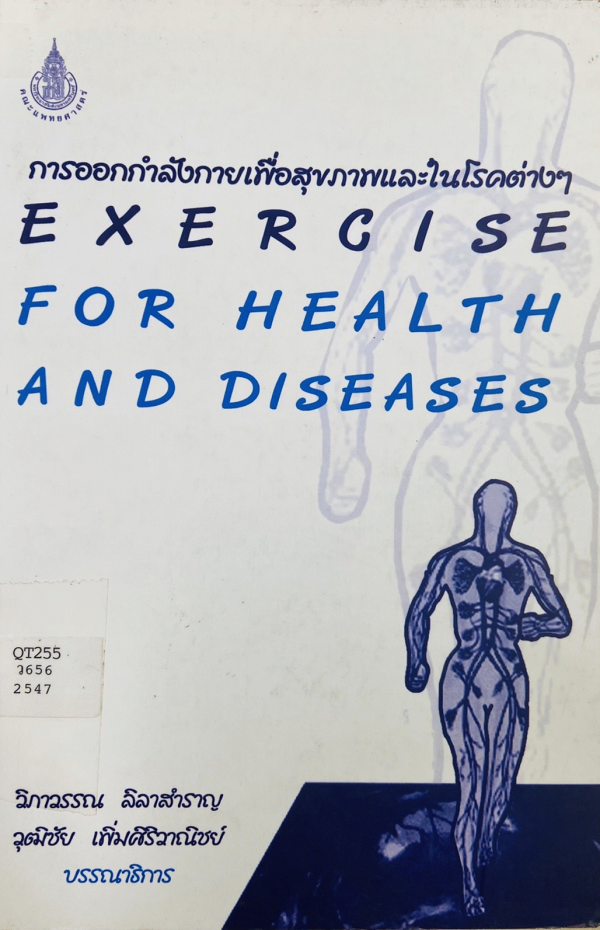 คณะแพทยศาสตร์
การออกกำลังกายเพื่อสุขภาพและในโรคต่างๆ
EXERCISE
FOR HEALTH
AND DISEASES
QT255
ว656
2547
วิภาวรรณ ลีลาสำราญ
วุฒิชัย เพิ่มศิริวาณิชย์
บรรณาธิการ